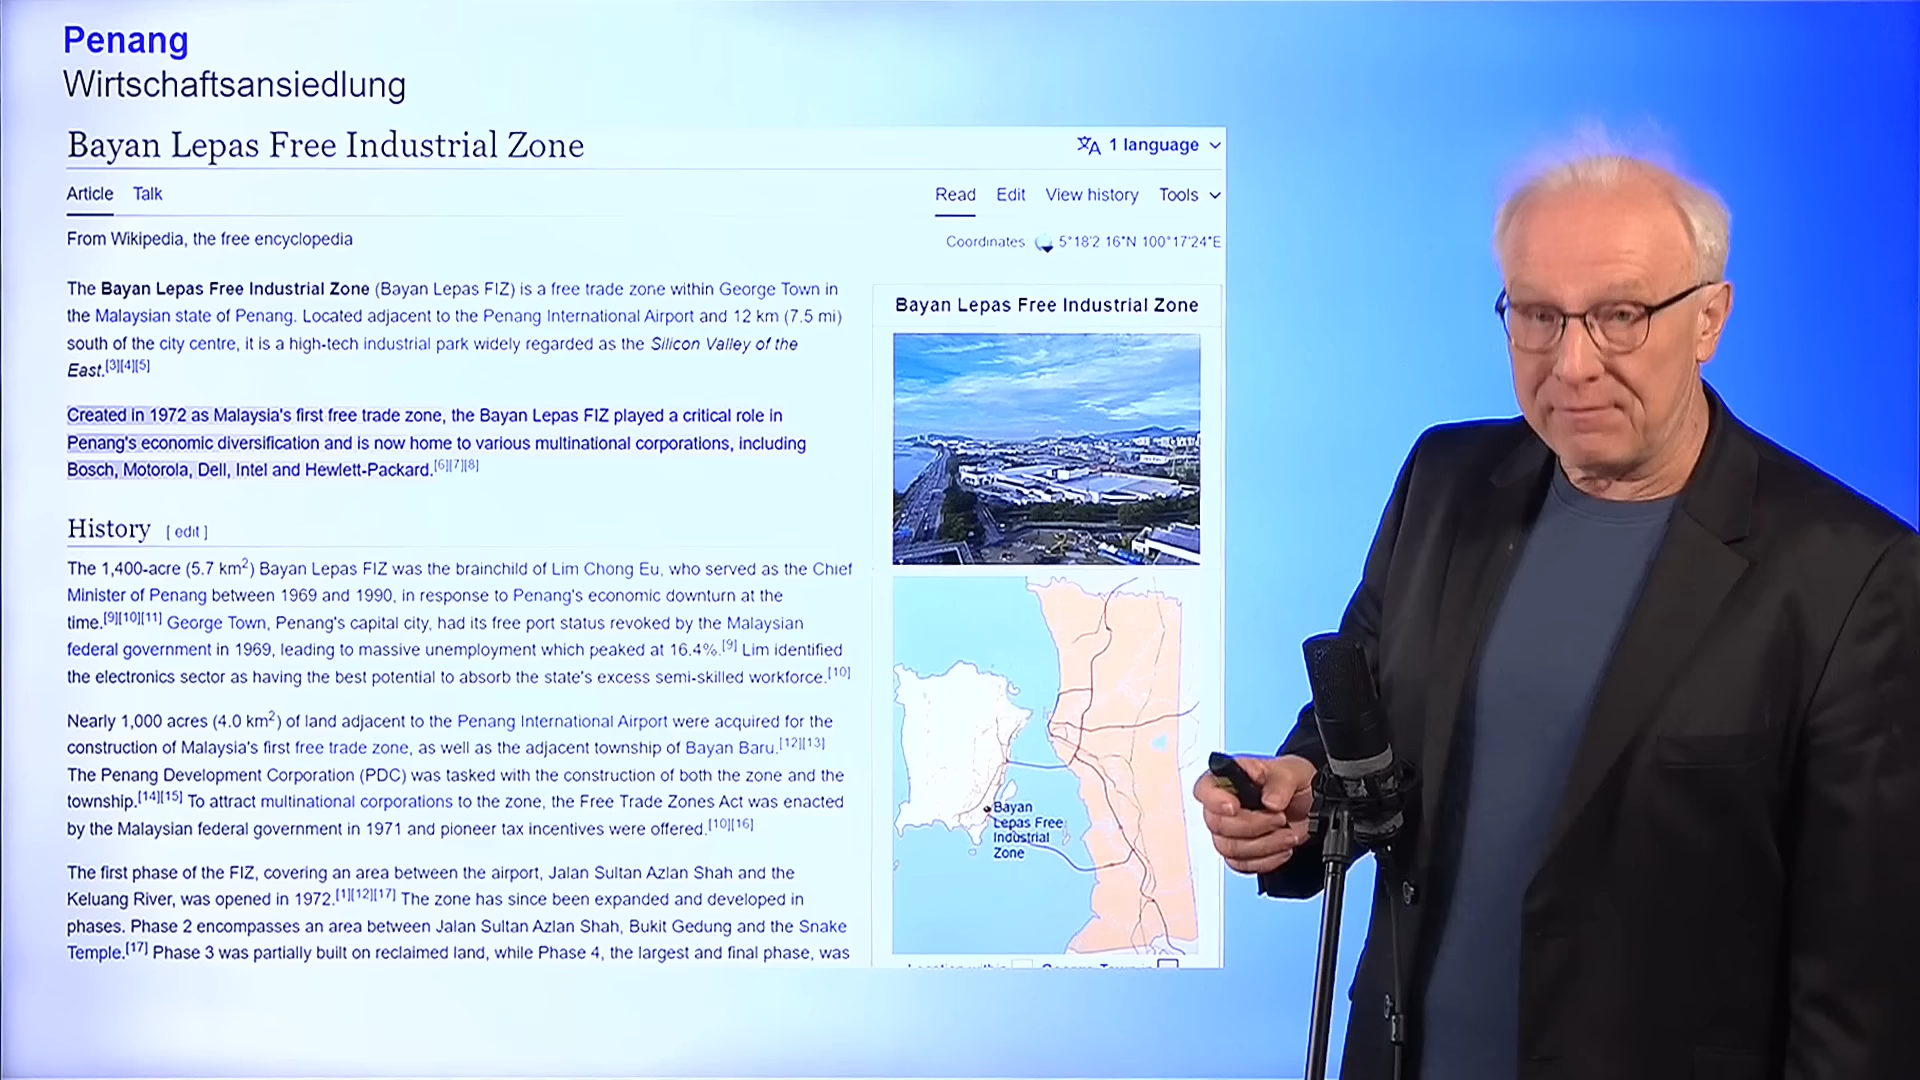 Penang
Wirtschaftsansiedlung
Bayan Lepas Free Industrial Zone
1 language
Article Talk
Read Edit View history Tools
From Wikipedia, the free encyclopedia
Coordinates 5°18′2 16″N 100°17′24″E
The Bayan Lepas Free Industrial Zone (Bayan Lepas FIZ) is a free trade zone within George Town in
the Malaysian state of Penang. Located adjacent to the Penang International Airport and 12 km (7.5 mi)
south of the city centre, it is a high-tech industrial park widely regarded as the Silicon Valley of the
East.[3][4][5]
Created in 1972 as Malaysia's first free trade zone, the Bayan Lepas FIZ played a critical role in
Penang's economic diversification and is now home to various multinational corporations, including
Bosch, Motorola, Dell, Intel and Hewlett-Packard.[6][7][8]
History [ edit ]
The 1,400-acre (5.7 km2) Bayan Lepas FIZ was the brainchild of Lim Chong Eu, who served as the Chief
Minister of Penang between 1969 and 1990, in response to Penang's economic downturn at the
time.[9][10][11] George Town, Penang's capital city, had its free port status revoked by the Malaysian
federal government in 1969, leading to massive unemployment which peaked at 16.4%.[9] Lim identified
the electronics sector as having the best potential to absorb the state's excess semi-skilled workforce.[10]
Nearly 1,000 acres (4.0 km2) of land adjacent to the Penang International Airport were acquired for the
construction of Malaysia's first free trade zone, as well as the adjacent township of Bayan Baru.[12][13]
The Penang Development Corporation (PDC) was tasked with the construction of both the zone and the
township.[14][15] To attract multinational corporations to the zone, the Free Trade Zones Act was enacted
by the Malaysian federal government in 1971 and pioneer tax incentives were offered.[10][16]
The first phase of the FIZ, covering an area between the airport, Jalan Sultan Azlan Shah and the
Keluang River, was opened in 1972.[1][12][17] The zone has since been expanded and developed in
phases. Phase 2 encompasses an area between Jalan Sultan Azlan Shah, Bukit Gedung and the Snake
Temple.[17] Phase 3 was partially built on reclaimed land, while Phase 4, the largest and final phase, was
Bayan Lepas Free Industrial Zone
Bayan
Lepas Free
Industrial
Zone